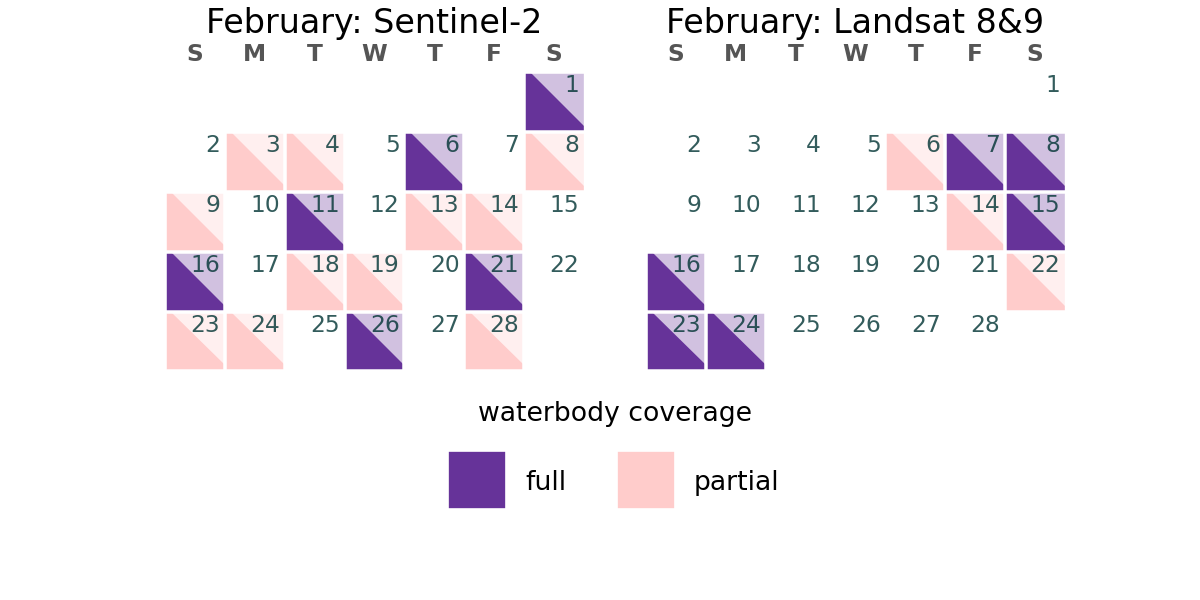 February: Sentinel-2
S M T W T F S
1
2 3 4 5 6 7 8
9 10 11 12 13 14 15
16 17 18 19 20 21 22
23 24 25 26 27 28
February: Landsat 8&9
S M T W T F S
1
2 3 4 5 6 7 8
9 10 11 12 13 14 15
16 17 18 19 20 21 22
23 24 25 26 27 28
waterbody coverage
full
partial